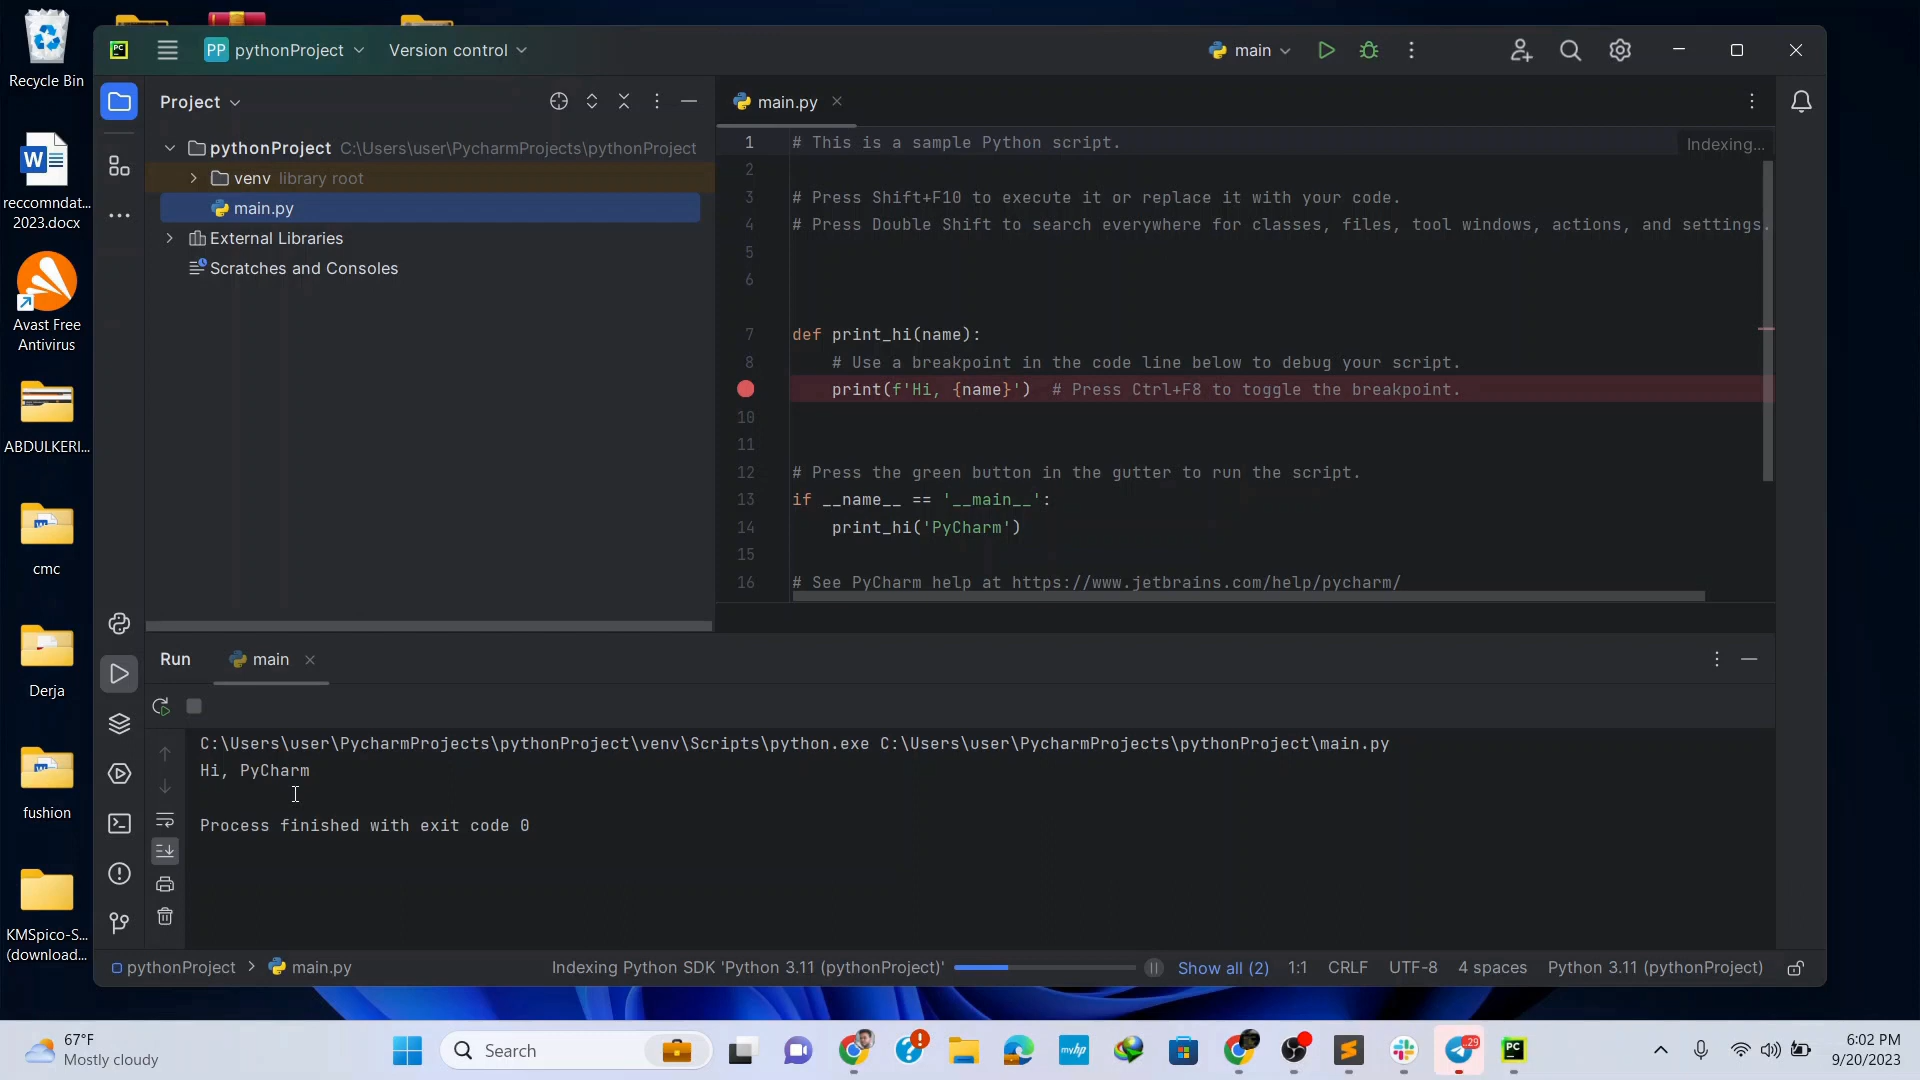 Recycle Bin
reccomndat...
2023.docx
Avast Free
Antivirus
ABDULKERI...
cmc
Derja
fushion
KMSpico-S...
(download...
PC
PP pythonProject
Version control
main
Project
pythonProject C:\Users\user\PycharmProjects\pythonProject
venv library root
main.py
External Libraries
Scratches and Consoles
main.py
Indexing...
1 # This is a sample Python script.
2
3 # Press Shift+F10 to execute it or replace it with your code.
4 # Press Double Shift to search everywhere for classes, files, tool windows, actions, and settings.
5
6
7 def print_hi(name):
8 # Use a breakpoint in the code line below to debug your script.
print(f'Hi, {name}') # Press Ctrl+F8 to toggle the breakpoint.
10
11
12 # Press the green button in the gutter to run the script.
13 if __name__ == '__main__':
14 print_hi('PyCharm')
15
16 # See PyCharm help at https://www.jetbrains.com/help/pycharm/
Run
main
C:\Users\user\PycharmProjects\pythonProject\venv\Scripts\python.exe C:\Users\user\PycharmProjects\pythonProject\main.py
Hi, PyCharm
Process finished with exit code 0
pythonProject > main.py
Indexing Python SDK 'Python 3.11 (pythonProject)'
Show all (2)
1:1
CRLF
UTF-8
4 spaces
Python 3.11 (pythonProject)
67°F
Mostly cloudy
Search
myhp
..29
PC
6:02 PM
9/20/2023